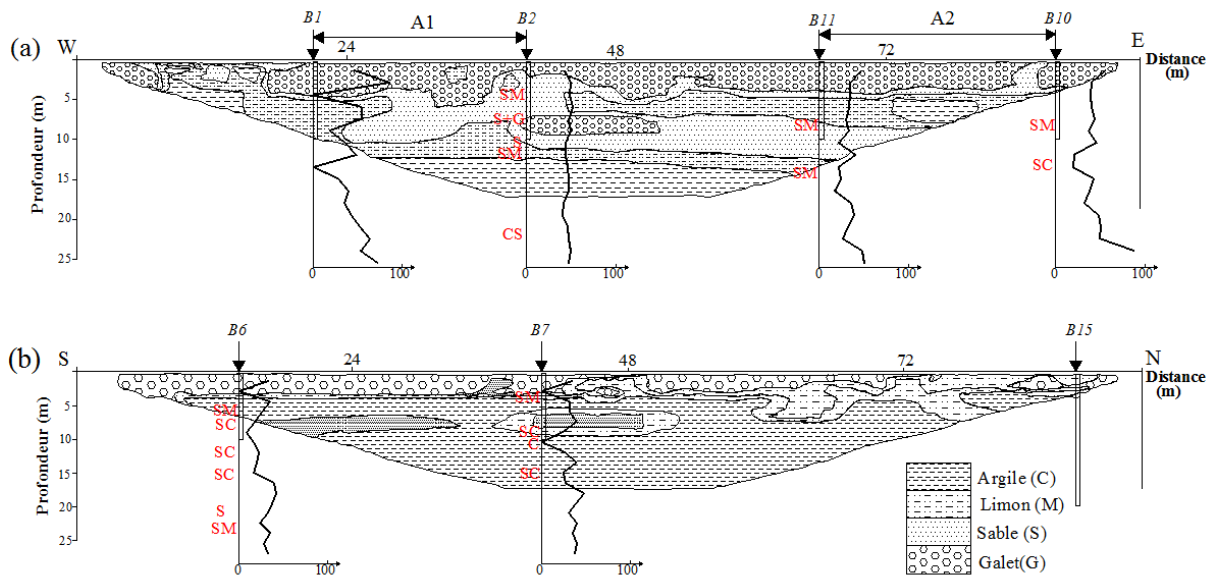 B1 A1 B2 B11 A2 B10
(a) W 24 48 72 E
Distance (m)
Profondeur (m)
5
10
15
20
25
SM
S=G
S
SM
CS
SM
SM
SM
SC
0 100 0 100 0 100 0 100
B6 B7 B15
(b) S 24 48 72 N
Distance (m)
Profondeur (m)
5
10
15
20
25
SM
SC
SC
SC
S
SM
SM
SC
C
SC
0 100 0 100
Argile (C)
Limon (M)
Sable (S)
Galet(G)